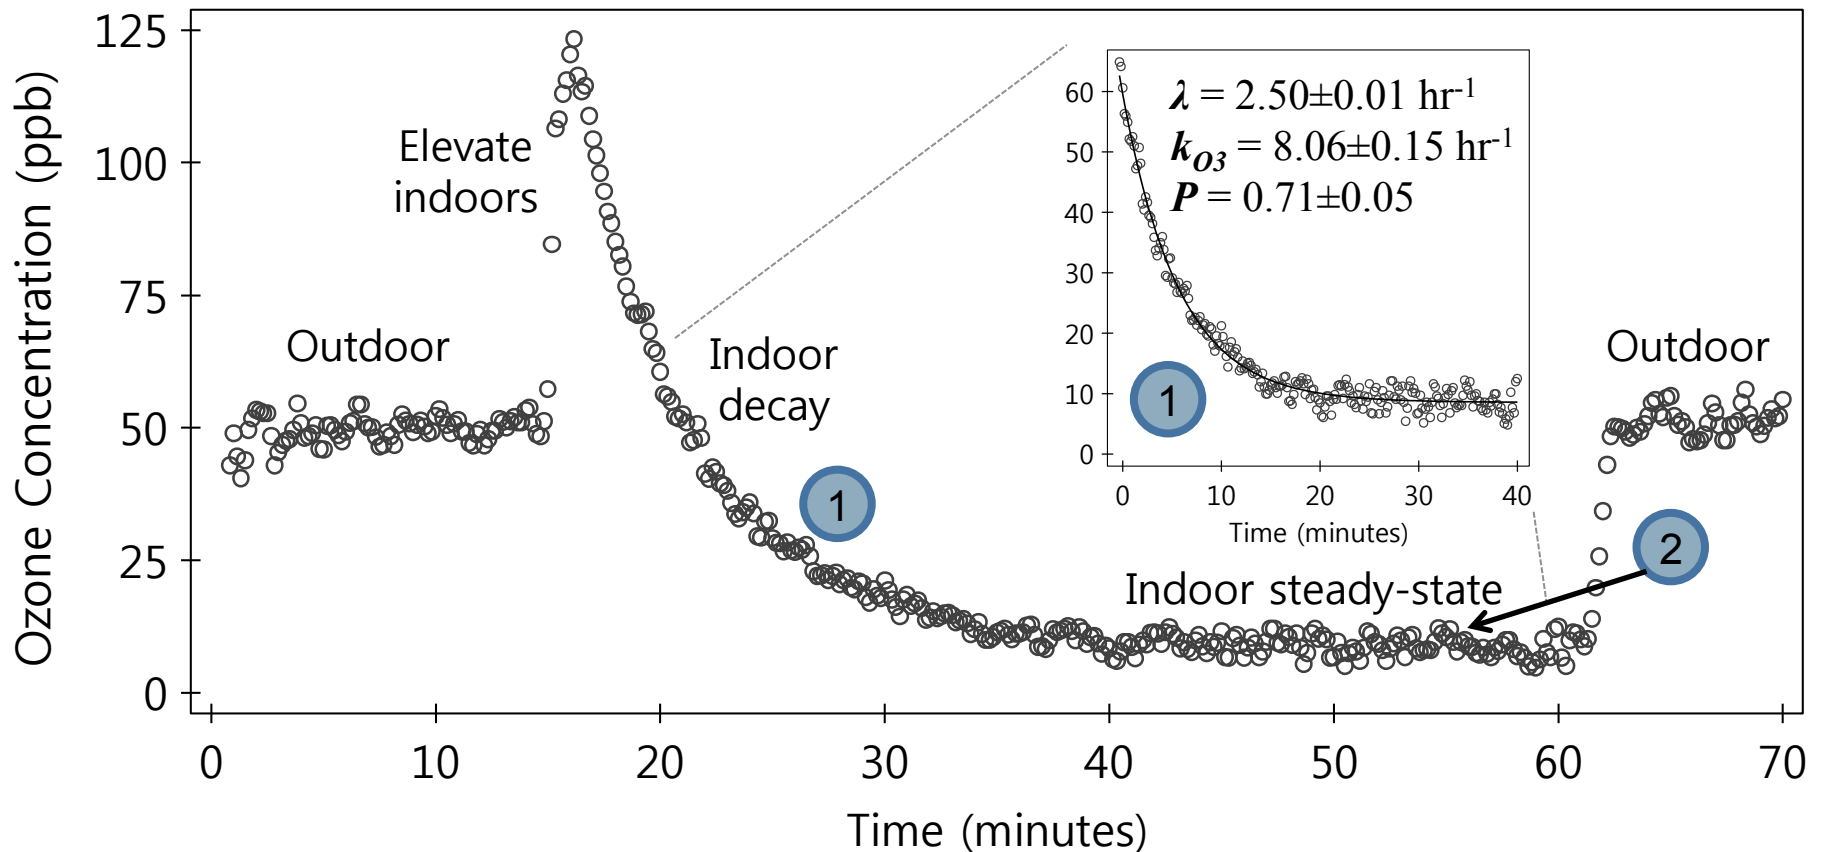 Ozone Concentration (ppb)
125
100
75
50
25
0
Outdoor
Elevate
indoors
Indoor
decay
1
60
50
40
30
20
10
0
λ = 2.50±0.01 hr⁻¹
k_O3 = 8.06±0.15 hr⁻¹
P = 0.71±0.05
1
0 10 20 30 40
Time (minutes)
Outdoor
2
Indoor steady-state
0 10 20 30 40 50 60 70
Time (minutes)